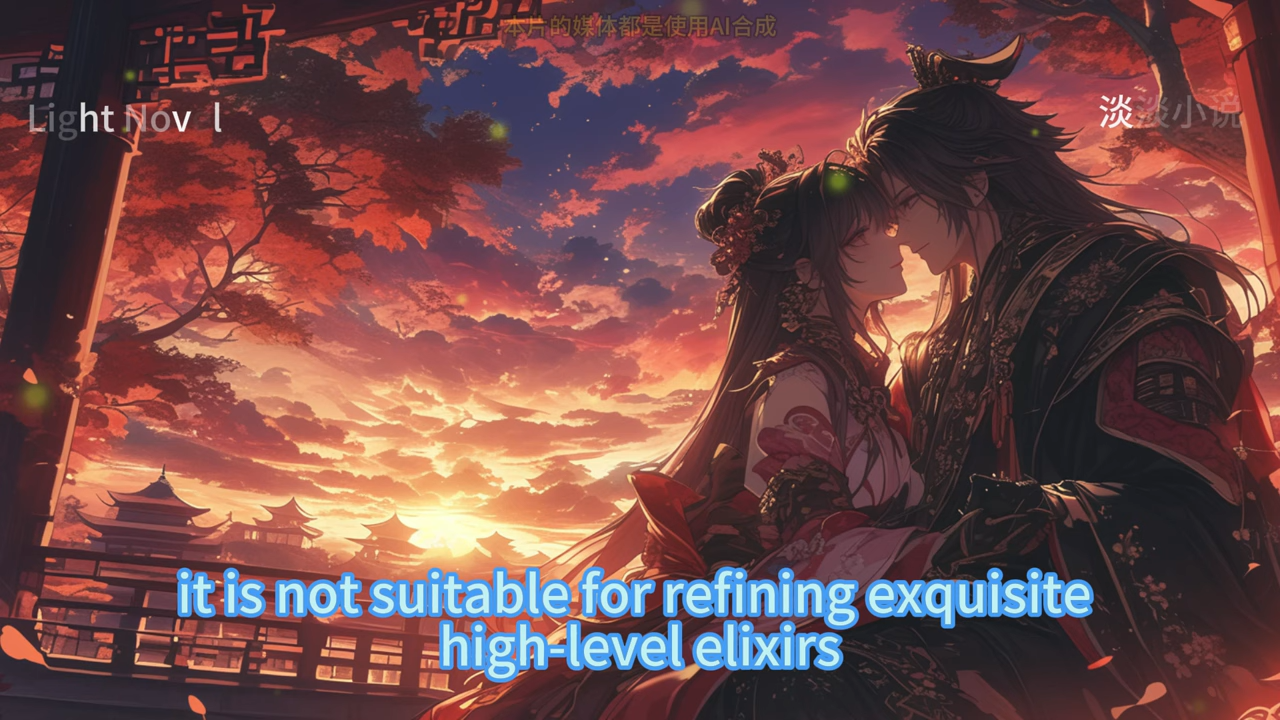 本片的媒体都是使用AI合成
Light Nov l
淡淡小说
it is not suitable for refining exquisite
high-level elixirs